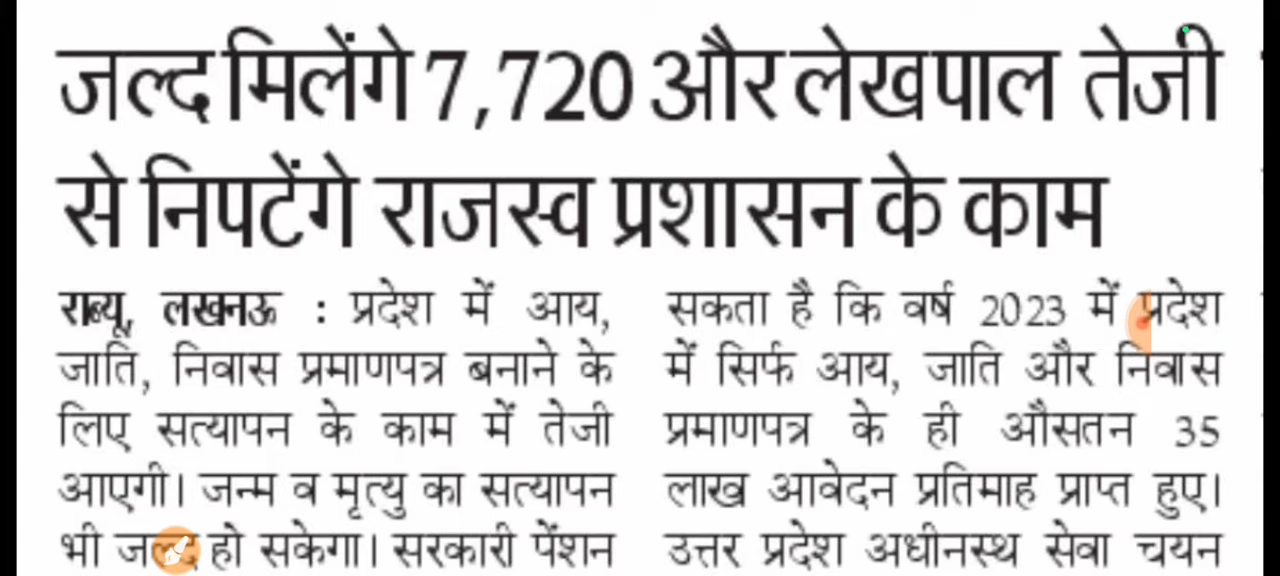 जल्द मिलेंगे 7,720 और लेखपाल तेजी
से निपटेंगे राजस्व प्रशासन के काम
राब्यू, लखनऊ : प्रदेश में आय,
जाति, निवास प्रमाणपत्र बनाने के
लिए सत्यापन के काम में तेजी
आएगी। जन्म व मृत्यु का सत्यापन
भी जल्द हो सकेगा। सरकारी पेंशन
सकता है कि वर्ष 2023 में प्रदेश
में सिर्फ आय, जाति और निवास
प्रमाणपत्र के ही औसतन 35
लाख आवेदन प्रतिमाह प्राप्त हुए।
उत्तर प्रदेश अधीनस्थ सेवा चयन